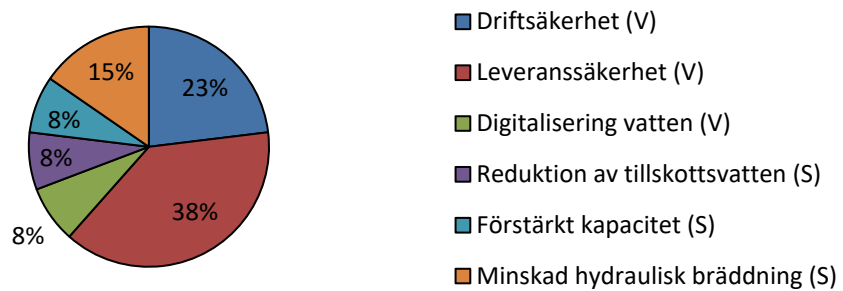 23%
38%
8%
8%
8%
15%
Driftsäkerhet (V)
Leveranssäkerhet (V)
Digitalisering vatten (V)
Reduktion av tillskottsvatten (S)
Förstärkt kapacitet (S)
Minskad hydraulisk bräddning (S)